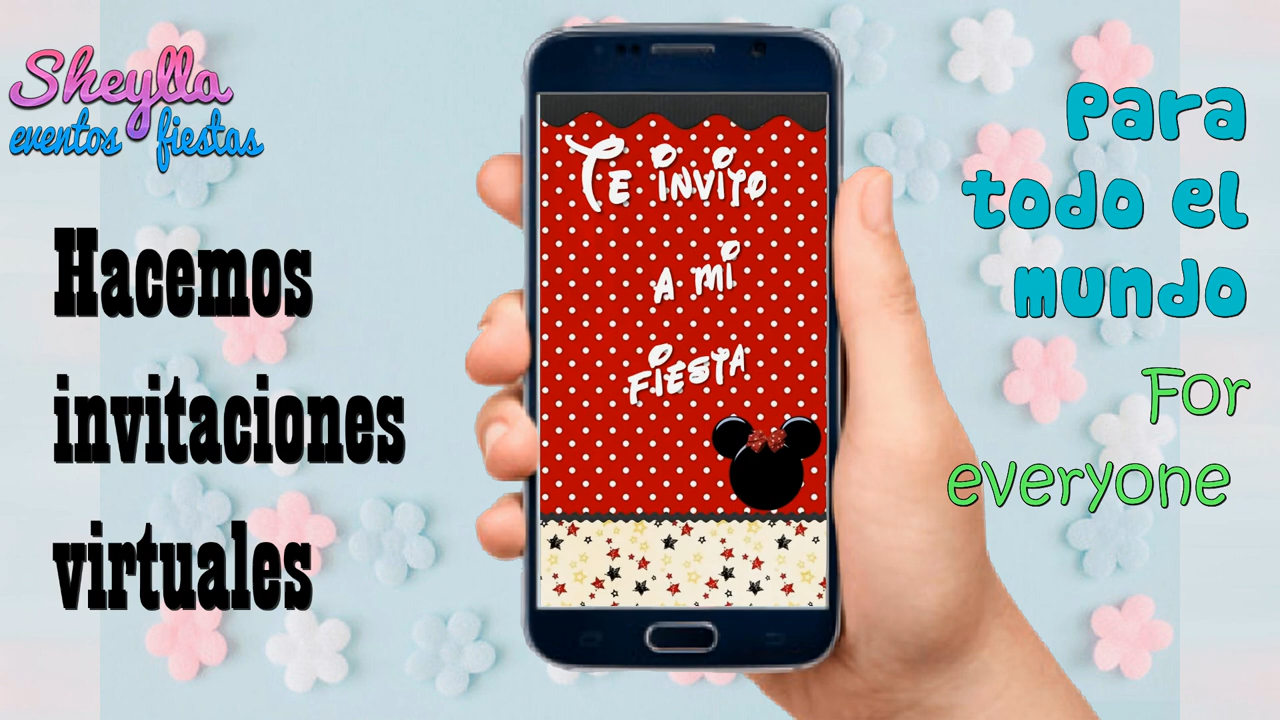 Sheylla
eventos fiestas
Hacemos
invitaciones
virtuales
Te invito
a mi
fiesta
Para
todo el
mundo
For
everyone